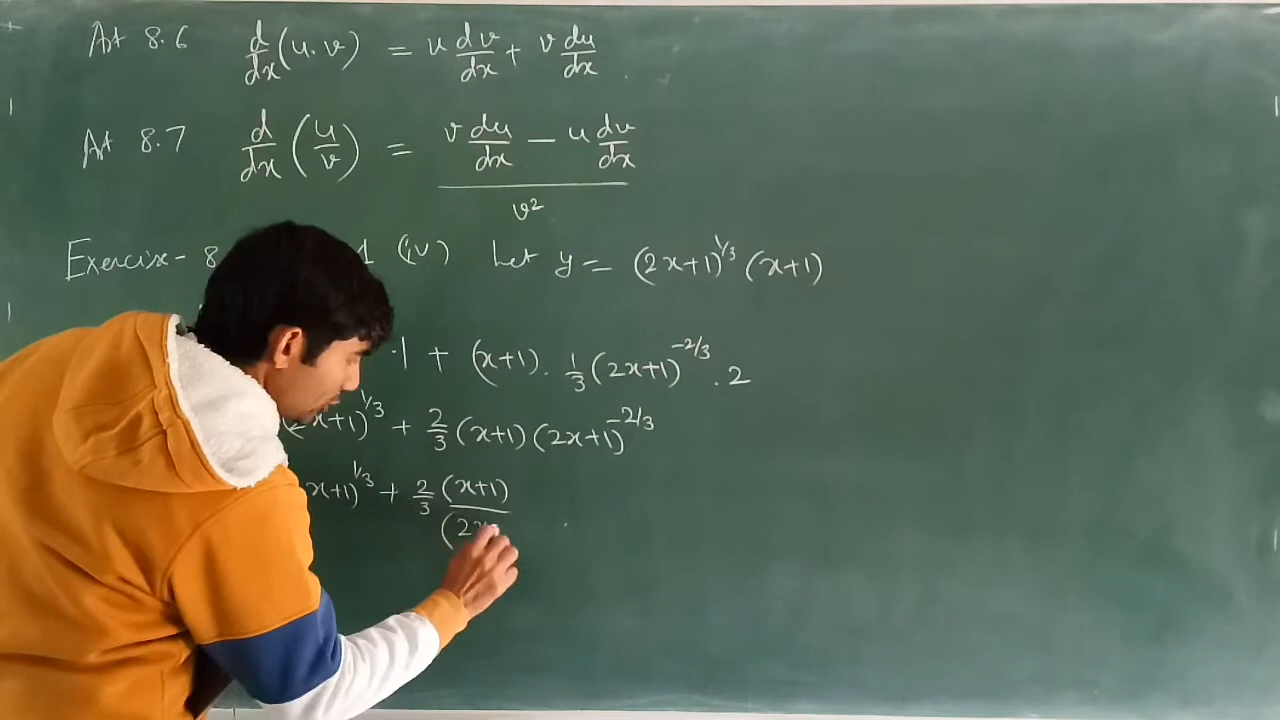 Art 8.6 d/dx (u.v) = u dv/dx + v du/dx
Art 8.7 d/dx (u/v) = (v du/dx − u dv/dx) / v²
Exercise- 8 1 (iv) Let y = (2x+1)^1/3 (x+1)
.1 + (x+1). 1/3 (2x+1)^-2/3 . 2
x+1)^1/3 + 2/3 (x+1) (2x+1)^-2/3
x+1)^1/3 + 2/3 (x+1) / (2x